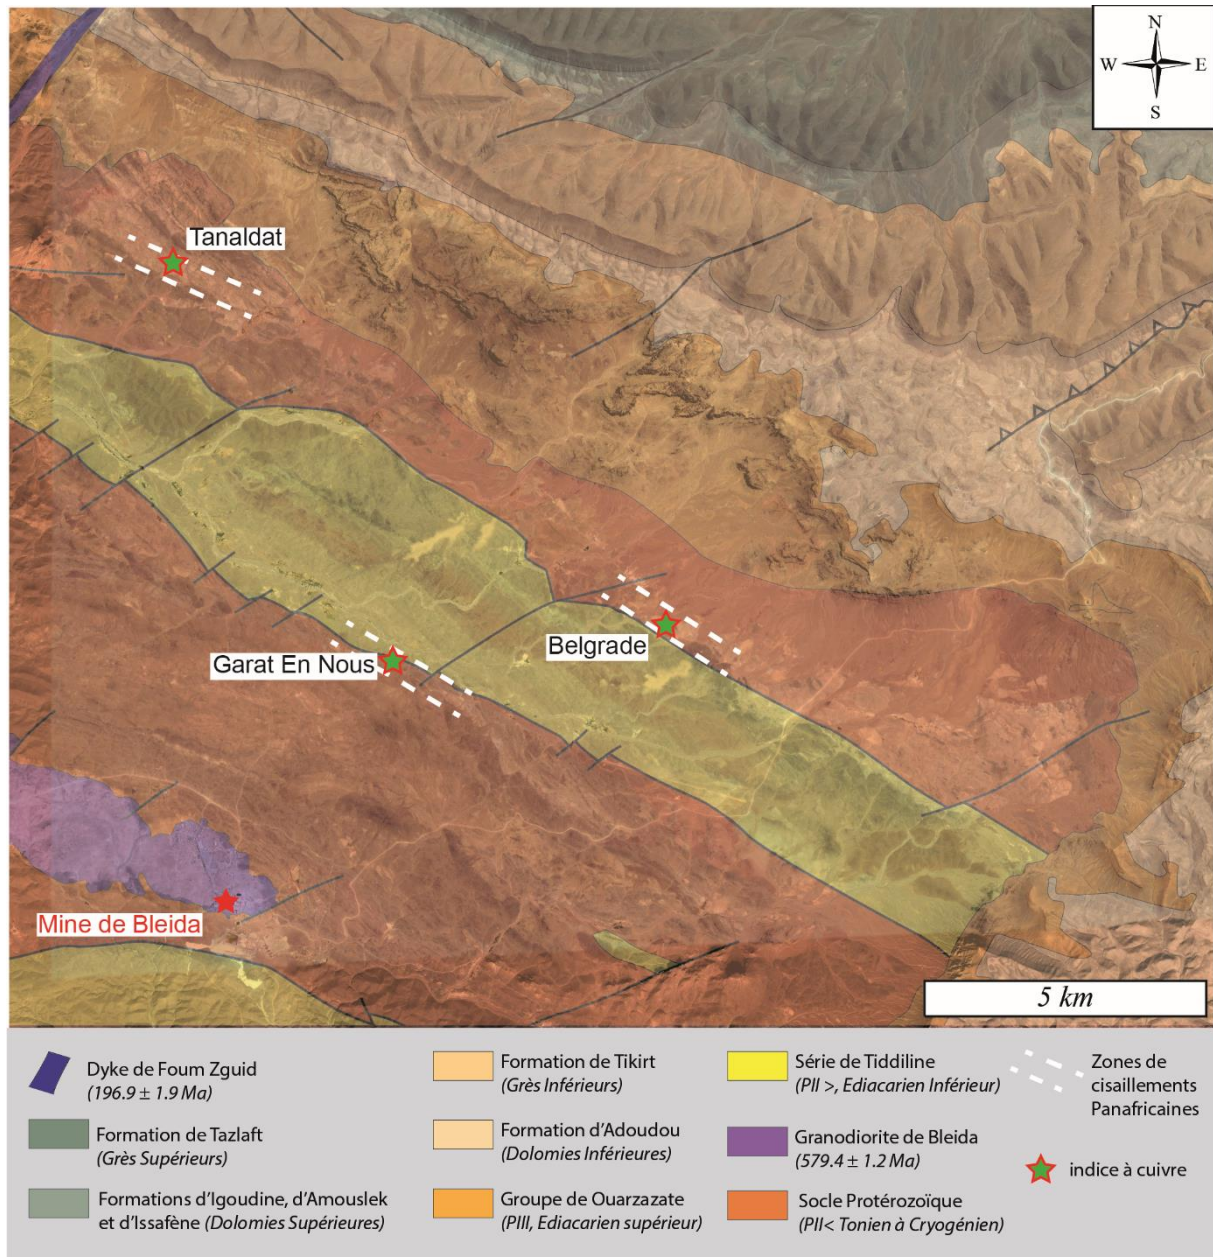 N
W E
S
Tanaldat
Belgrade
Garat En Nous
Mine de Bleida
5 km
Dyke de Foum Zguid
(196.9 ± 1.9 Ma)
Formation de Tazlaft
(Grès Supérieurs)
Formations d'Igoudine, d'Amouslek
et d'Issafène (Dolomies Supérieures)
Formation de Tikirt
(Grès Inférieurs)
Formation d'Adoudou
(Dolomies Inférieures)
Groupe de Ouarzazate
(PIII, Ediacarien supérieur)
Série de Tiddiline
(PII >, Ediacarien Inférieur)
Granodiorite de Bleida
(579.4 ± 1.2 Ma)
Socle Protérozoïque
(PII< Tonien à Cryogénien)
Zones de
cisaillements
Panafricaines
indice à cuivre